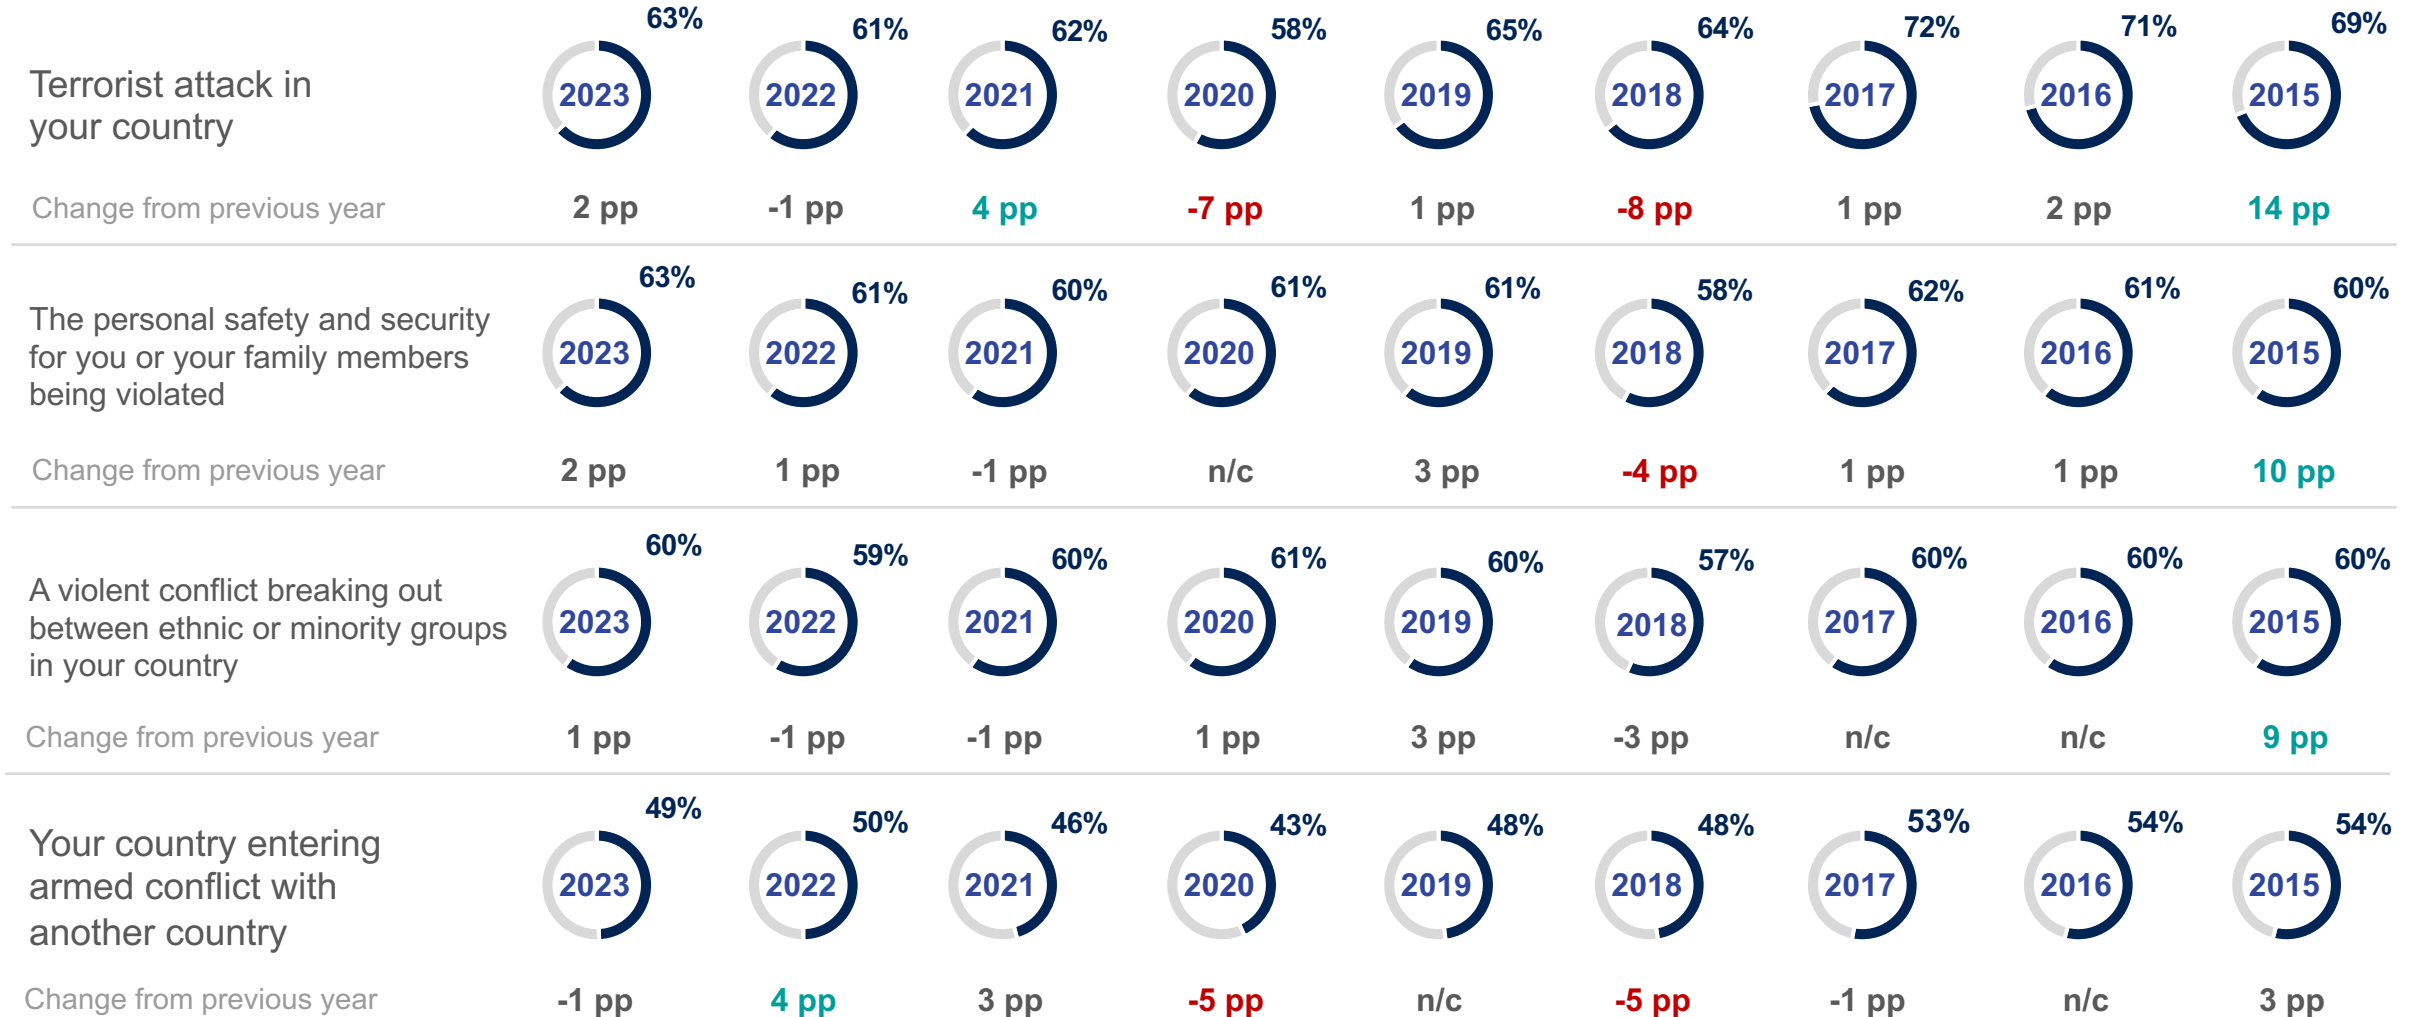 63% 61% 62% 58% 65% 64% 72% 71% 69%
Terrorist attack in
your country
2023 2022 2021 2020 2019 2018 2017 2016 2015
Change from previous year 2 pp -1 pp 4 pp -7 pp 1 pp -8 pp 1 pp 2 pp 14 pp
63% 61% 60% 61% 61% 58% 62% 61% 60%
The personal safety and security
for you or your family members
being violated
2023 2022 2021 2020 2019 2018 2017 2016 2015
Change from previous year 2 pp 1 pp -1 pp n/c 3 pp -4 pp 1 pp 1 pp 10 pp
60% 59% 60% 61% 60% 57% 60% 60% 60%
A violent conflict breaking out
between ethnic or minority groups
in your country
2023 2022 2021 2020 2019 2018 2017 2016 2015
Change from previous year 1 pp -1 pp -1 pp 1 pp 3 pp -3 pp n/c n/c 9 pp
49% 50% 46% 43% 48% 48% 53% 54% 54%
Your country entering
armed conflict with
another country
2023 2022 2021 2020 2019 2018 2017 2016 2015
Change from previous year -1 pp 4 pp 3 pp -5 pp n/c -5 pp -1 pp n/c 3 pp